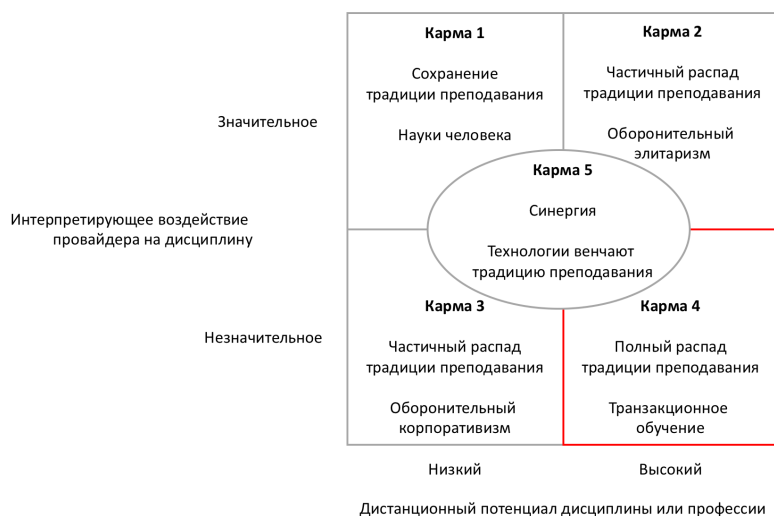 Карма 1
Карма 2
Сохранение
традиции преподавания
Частичный распад
традиции преподавания
Значительное
Науки человека
Оборонительный
элитаризм
Карма 5
Синергия
Интерпретирующее воздействие
провайдера на дисциплину
Технологии венчают
традицию преподавания
Карма 3
Карма 4
Незначительное
Частичный распад
традиции преподавания
Полный распад
традиции преподавания
Оборонительный
корпоративизм
Транзакционное
обучение
Низкий
Высокий
Дистанционный потенциал дисциплины или профессии